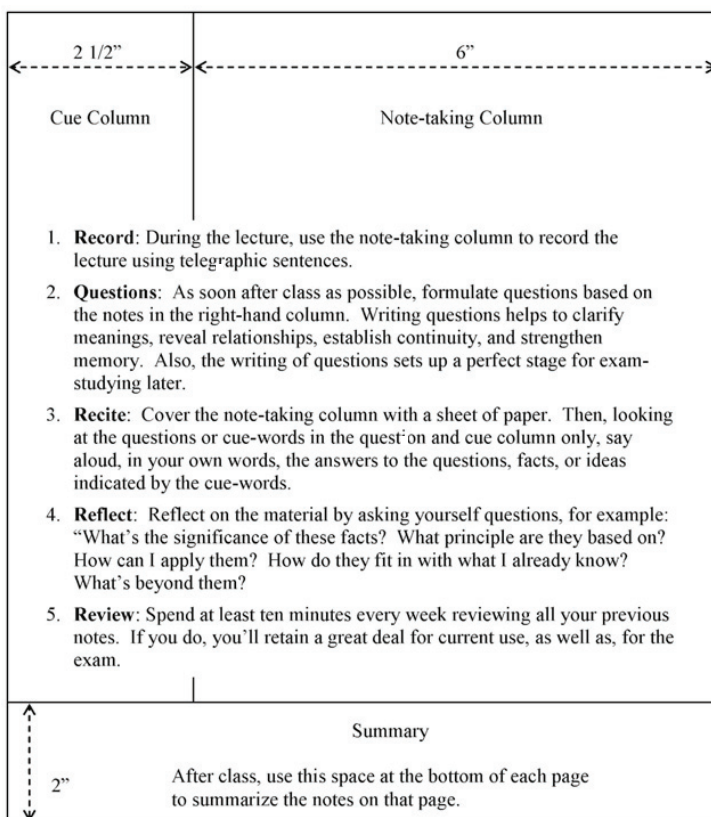 2 1/2” 6”
Cue Column Note-taking Column
1. Record: During the lecture, use the note-taking column to record the
lecture using telegraphic sentences.
2. Questions: As soon after class as possible, formulate questions based on
the notes in the right-hand column. Writing questions helps to clarify
meanings, reveal relationships, establish continuity, and strengthen
memory. Also, the writing of questions sets up a perfect stage for exam-
studying later.
3. Recite: Cover the note-taking column with a sheet of paper. Then, looking
at the questions or cue-words in the question and cue column only, say
aloud, in your own words, the answers to the questions, facts, or ideas
indicated by the cue-words.
4. Reflect: Reflect on the material by asking yourself questions, for example:
“What’s the significance of these facts? What principle are they based on?
How can I apply them? How do they fit in with what I already know?
What’s beyond them?
5. Review: Spend at least ten minutes every week reviewing all your previous
notes. If you do, you’ll retain a great deal for current use, as well as, for the
exam.
Summary
2” After class, use this space at the bottom of each page
to summarize the notes on that page.